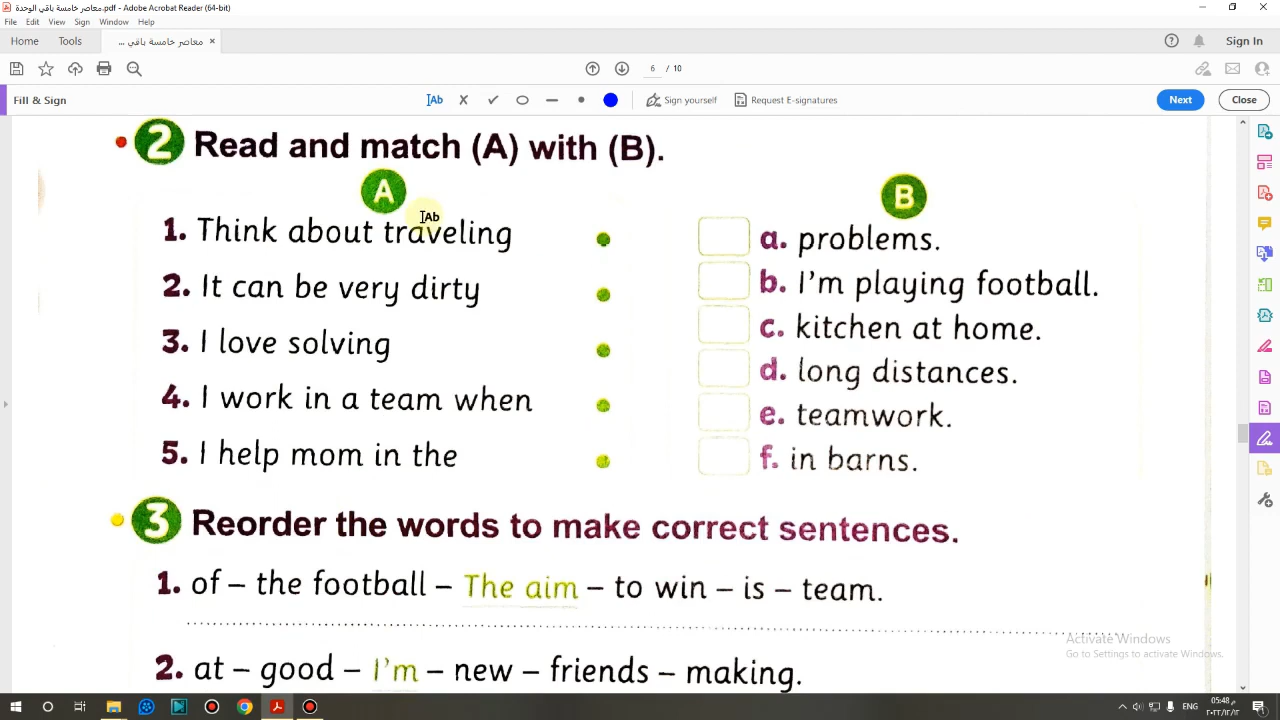 معاصر خامسة باقي الوحدة.pdf - Adobe Acrobat Reader (64-bit)
File Edit View Sign Window Help
Home Tools معاصر خامسة باقي ... × Sign In
6 / 10
Fill & Sign Ab Sign yourself Request E-signatures Next Close
2 Read and match (A) with (B).
A B
Ab
1. Think about traveling
a. problems.
2. It can be very dirty
b. I'm playing football.
3. I love solving
c. kitchen at home.
4. I work in a team when
d. long distances.
5. I help mom in the
e. teamwork.
f. in barns.
3 Reorder the words to make correct sentences.
1. of – the football – The aim – to win – is – team.
2. at – good – I'm – new – friends – making.
Activate Windows
Go to Settings to activate Windows.
ENG
05:48 م